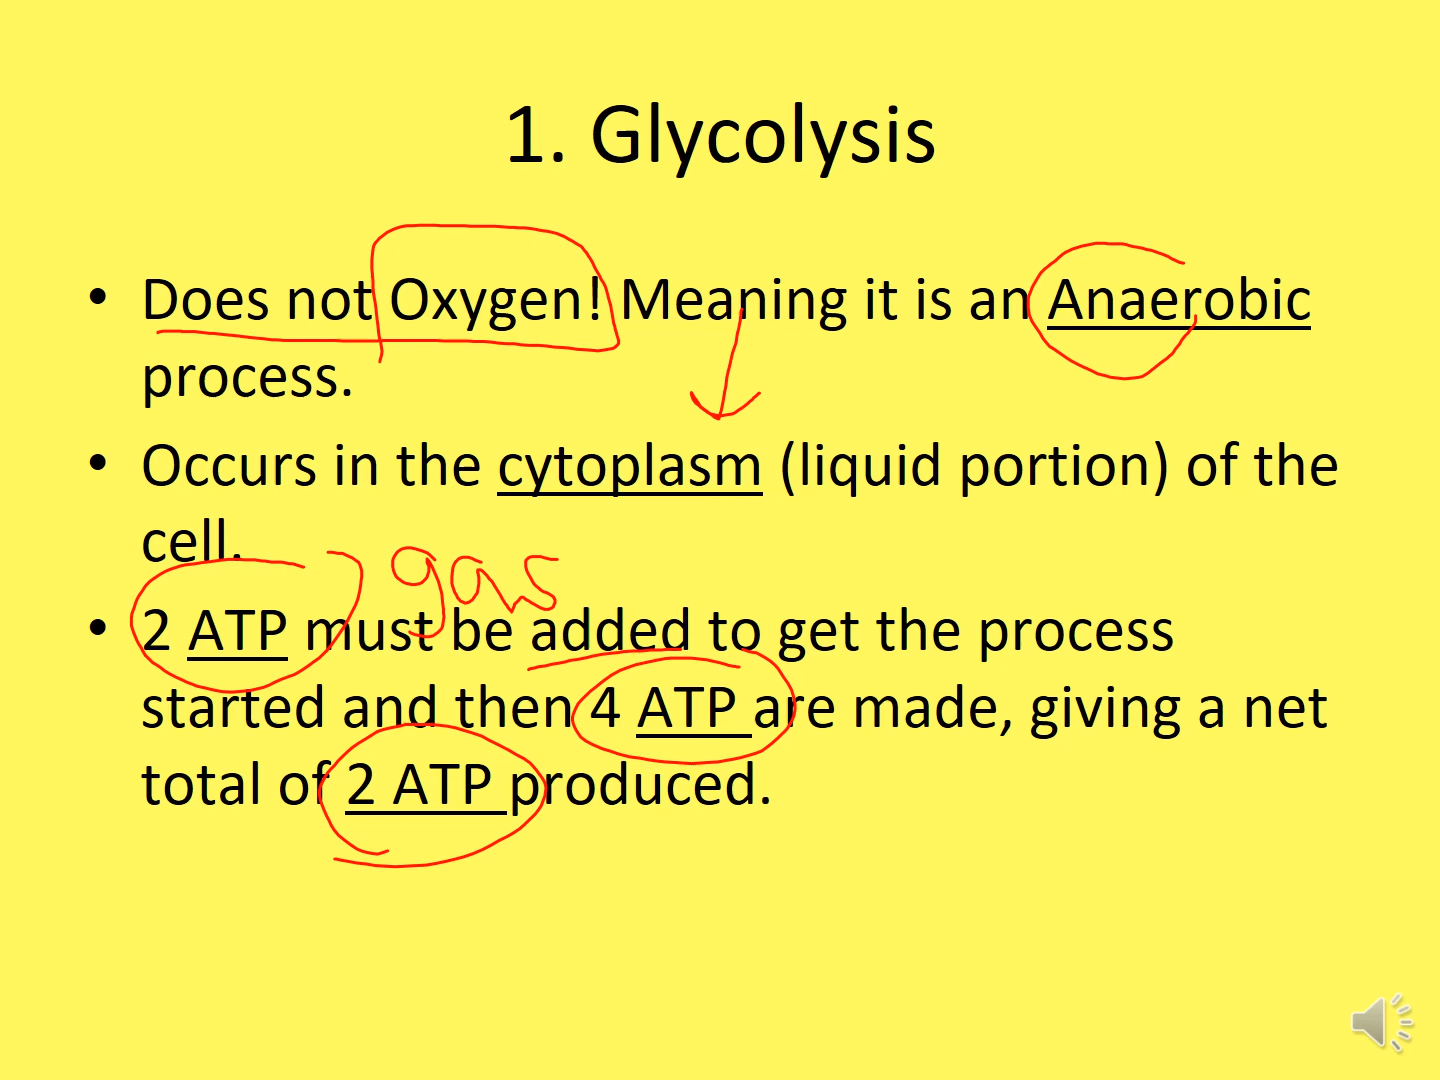 1. Glycolysis
• Does not Oxygen! Meaning it is an Anaerobic
process.
• Occurs in the cytoplasm (liquid portion) of the
cell.
gas
• 2 ATP must be added to get the process
started and then 4 ATP are made, giving a net
total of 2 ATP produced.